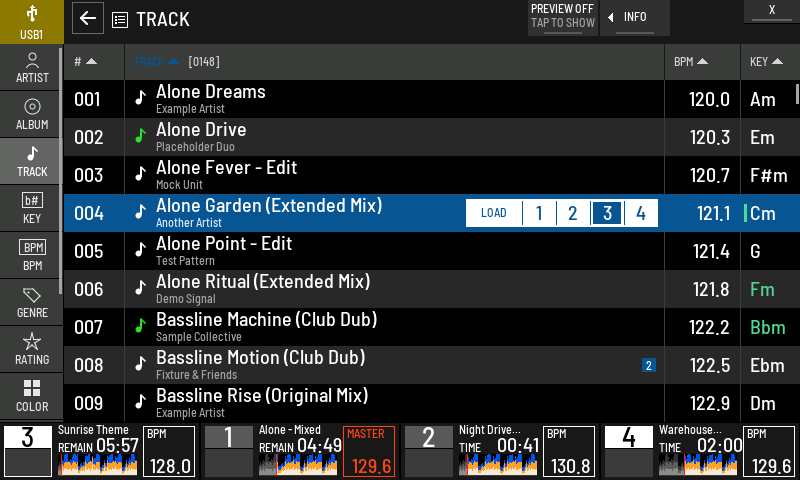 USB1
TRACK
PREVIEW OFF
TAP TO SHOW
INFO
X
ARTIST
ALBUM
TRACK
b#
KEY
BPM
BPM
GENRE
RATING
COLOR
# TRACK [0148] BPM KEY
001 Alone Dreams 120.0 Am
Example Artist
002 Alone Drive 120.3 Em
Placeholder Duo
003 Alone Fever - Edit 120.7 F#m
Mock Unit
004 Alone Garden (Extended Mix) LOAD 1 2 3 4 121.1 Cm
Another Artist
005 Alone Point - Edit 121.4 G
Test Pattern
006 Alone Ritual (Extended Mix) 121.8 Fm
Demo Signal
007 Bassline Machine (Club Dub) 122.2 Bbm
Sample Collective
008 Bassline Motion (Club Dub) 2 122.5 Ebm
Fixture & Friends
009 Bassline Rise (Original Mix) 122.9 Dm
Example Artist
3 Sunrise Theme
REMAIN 05:57
BPM
128.0
1 Alone - Mixed
REMAIN 04:49
MASTER
129.6
2 Night Drive...
TIME 00:41
BPM
130.8
4 Warehouse...
TIME 02:00
BPM
129.6